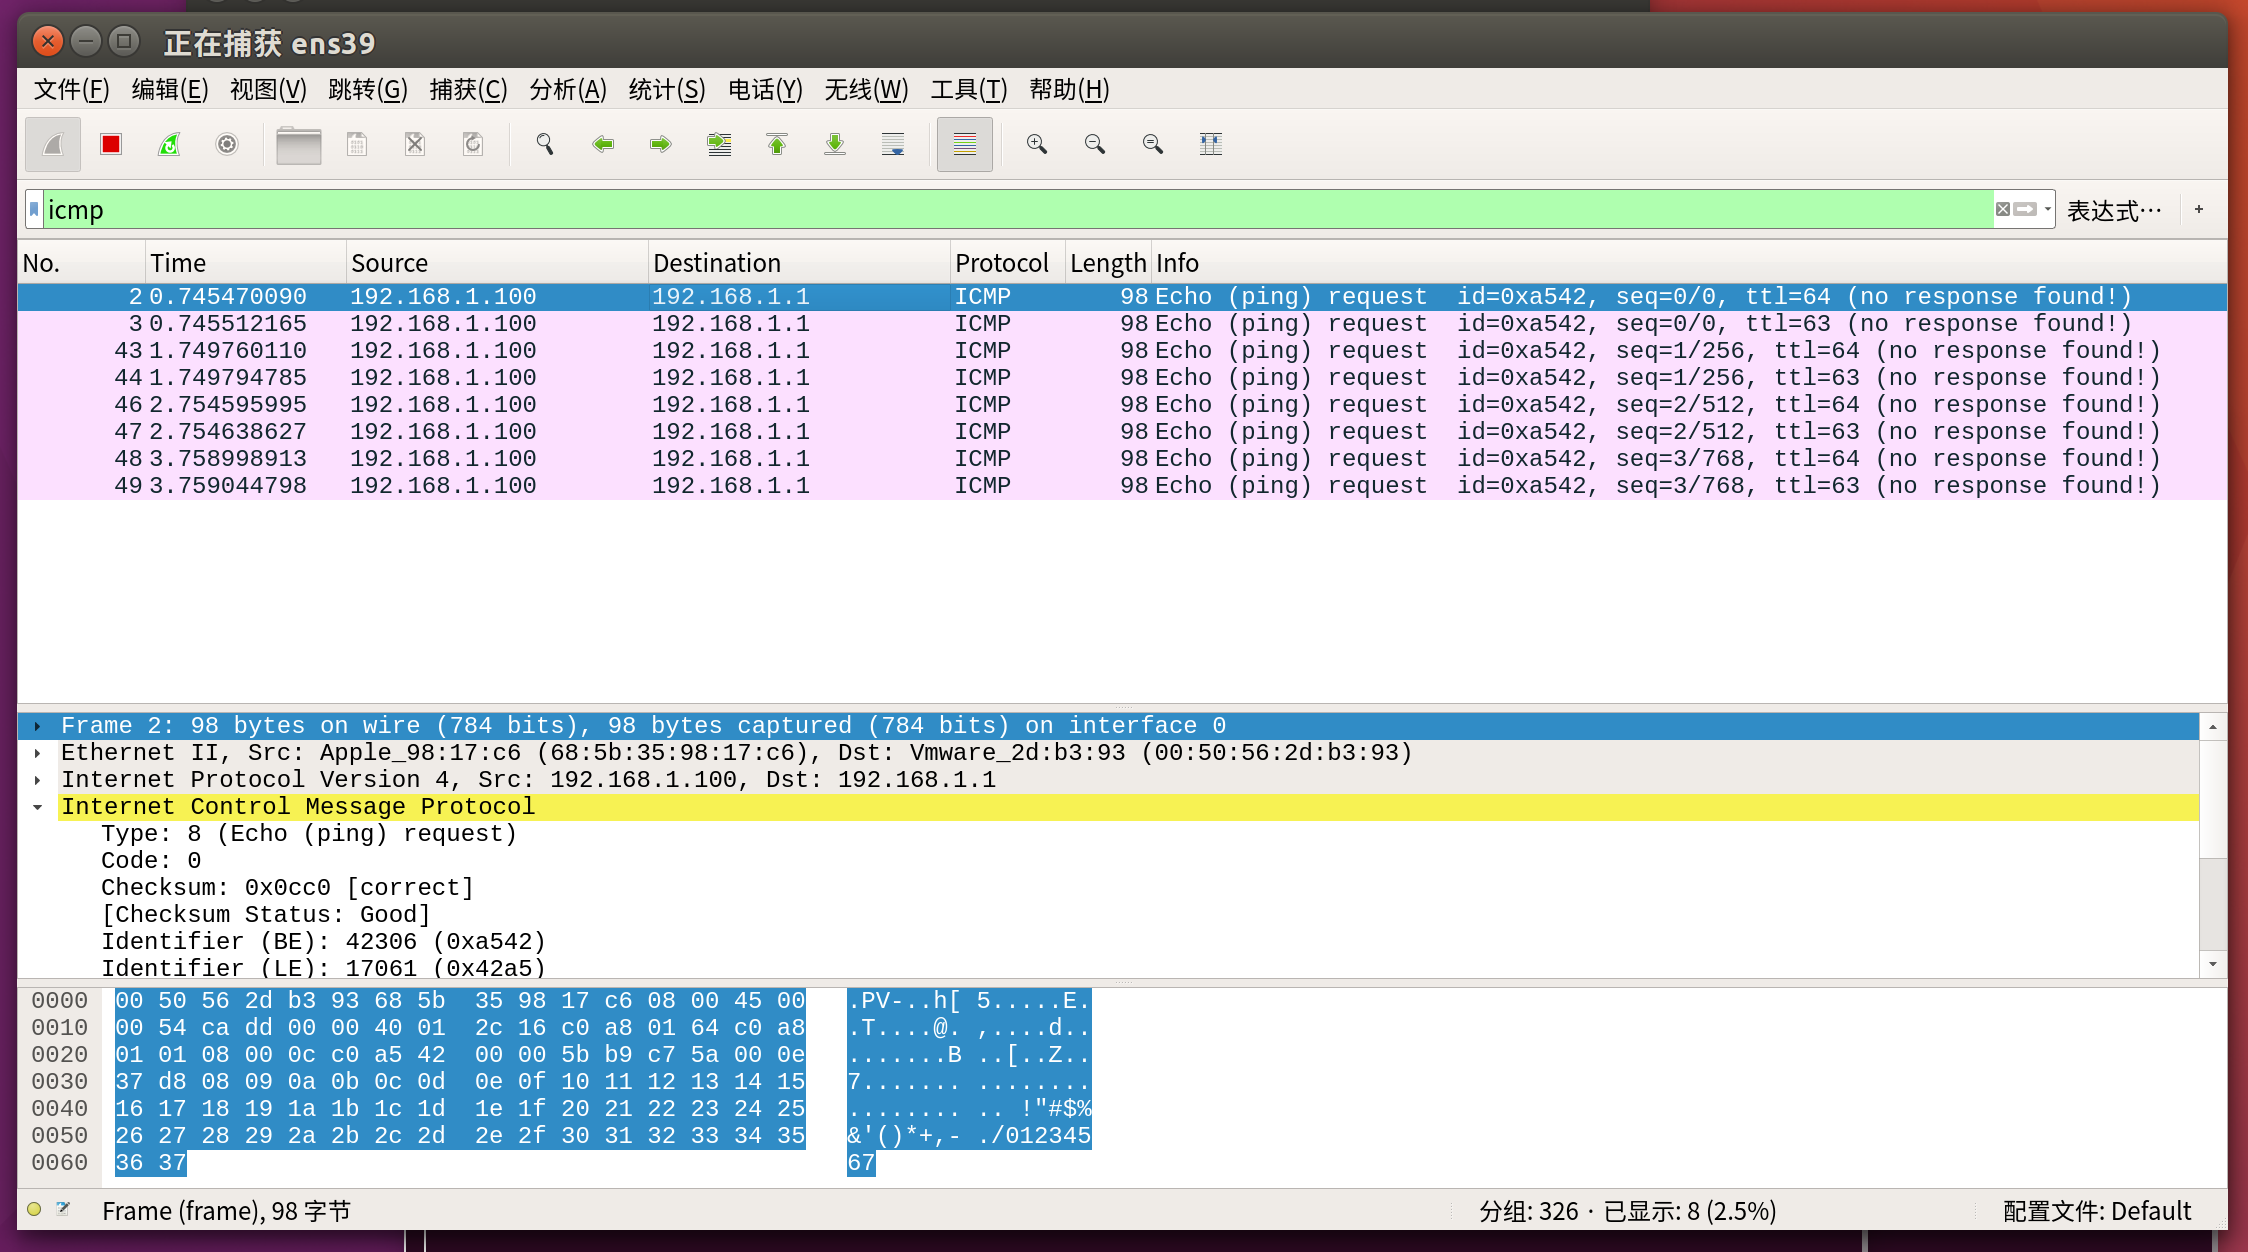 正在捕获 ens39
文件(F) 编辑(E) 视图(V) 跳转(G) 捕获(C) 分析(A) 统计(S) 电话(Y) 无线(W) 工具(T) 帮助(H)
icmp 表达式… +
No. Time Source Destination Protocol Length Info
2 0.745470090 192.168.1.100 192.168.1.1 ICMP 98 Echo (ping) request id=0xa542, seq=0/0, ttl=64 (no response found!)
3 0.745512165 192.168.1.100 192.168.1.1 ICMP 98 Echo (ping) request id=0xa542, seq=0/0, ttl=63 (no response found!)
43 1.749760110 192.168.1.100 192.168.1.1 ICMP 98 Echo (ping) request id=0xa542, seq=1/256, ttl=64 (no response found!)
44 1.749794785 192.168.1.100 192.168.1.1 ICMP 98 Echo (ping) request id=0xa542, seq=1/256, ttl=63 (no response found!)
46 2.754595995 192.168.1.100 192.168.1.1 ICMP 98 Echo (ping) request id=0xa542, seq=2/512, ttl=64 (no response found!)
47 2.754638627 192.168.1.100 192.168.1.1 ICMP 98 Echo (ping) request id=0xa542, seq=2/512, ttl=63 (no response found!)
48 3.758998913 192.168.1.100 192.168.1.1 ICMP 98 Echo (ping) request id=0xa542, seq=3/768, ttl=64 (no response found!)
49 3.759044798 192.168.1.100 192.168.1.1 ICMP 98 Echo (ping) request id=0xa542, seq=3/768, ttl=63 (no response found!)
Frame 2: 98 bytes on wire (784 bits), 98 bytes captured (784 bits) on interface 0
Ethernet II, Src: Apple_98:17:c6 (68:5b:35:98:17:c6), Dst: Vmware_2d:b3:93 (00:50:56:2d:b3:93)
Internet Protocol Version 4, Src: 192.168.1.100, Dst: 192.168.1.1
Internet Control Message Protocol
Type: 8 (Echo (ping) request)
Code: 0
Checksum: 0x0cc0 [correct]
[Checksum Status: Good]
Identifier (BE): 42306 (0xa542)
Identifier (LE): 17061 (0x42a5)
0000 00 50 56 2d b3 93 68 5b 35 98 17 c6 08 00 45 00 .PV-..h[ 5.....E.
0010 00 54 ca dd 00 00 40 01 2c 16 c0 a8 01 64 c0 a8 .T....@. ,....d..
0020 01 01 08 00 0c c0 a5 42 00 00 5b b9 c7 5a 00 0e .......B ..[..Z..
0030 37 d8 08 09 0a 0b 0c 0d 0e 0f 10 11 12 13 14 15 7....... ........
0040 16 17 18 19 1a 1b 1c 1d 1e 1f 20 21 22 23 24 25 ........ .. !"#$%
0050 26 27 28 29 2a 2b 2c 2d 2e 2f 30 31 32 33 34 35 &'()*+,- ./012345
0060 36 37 67
Frame (frame), 98 字节 分组: 326 · 已显示: 8 (2.5%) 配置文件: Default